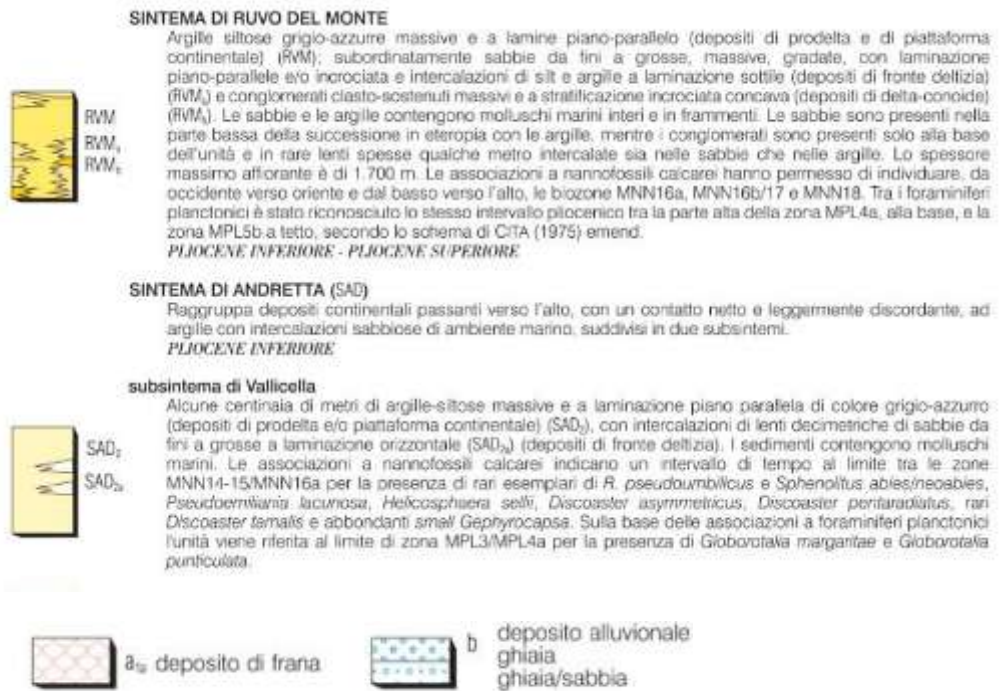 SINTEMA DI RUVO DEL MONTE
Argille siltose grigio-azzurre massive e a lamine piano-parallelo (depositi di prodelta e di piattaforma
continentale) (RVM); subordinatamente sabbie da fini a grosse, massive, gradate, con laminazione
piano-parallele e/o incrociata e intercalazioni di silt e argille a laminazione sottile (depositi di fronte deltizia)
(RVMₐ) e conglomerati clasto-sostenuti massivi e a stratificazione incrociata concava (depositi di delta-conoide)
(RVM). Le sabbie e le argille contengono molluschi marini interi e in frammenti. Le sabbie sono presenti nella
RVM
parte bassa della successione in eteropia con le argille, mentre i conglomerati sono presenti solo alla base
RVM
dell'unità e in rare lenti spesse qualche metro intercalate sia nelle sabbie che nelle argille. Lo spessore
RVM
massimo affiorante è di 1.700 m. Le associazioni a nannofossili calcarei hanno permesso di individuare, da
occidente verso oriente e dal basso verso l'alto, le biozone MNN16a, MNN16b/17 e MNN18. Tra i foraminiferi
planctonici è stato riconosciuto lo stesso intervallo pliocenico tra la parte alta della zona MPL4a, alla base, e la
zona MPL5b a tetto, secondo lo schema di CITA (1975) emend.
PLIOCENE INFERIORE - PLIOCENE SUPERIORE
SINTEMA DI ANDRETTA (SAD)
Raggruppa depositi continentali passanti verso l'alto, con un contatto netto e leggermente discordante, ad
argille con intercalazioni sabbiose di ambiente marino, suddivisi in due subsintemi.
PLIOCENE INFERIORE
subsintema di Vallicella
Alcune centinaia di metri di argille-siltose massive e a laminazione piano parallela di colore grigio-azzurro
(depositi di prodelta e/o piattaforma continentale) (SAD₂), con intercalazioni di lenti decimetriche di sabbie da
fini a grosse a laminazione orizzontale (SAD₂ₐ) (depositi di fronte deltizia). I sedimenti contengono molluschi
SAD₂
marini. Le associazioni a nannofossili calcarei indicano un intervallo di tempo al limite tra le zone
SAD₂ₐ
MNN14-15/MNN16a per la presenza di rari esemplari di R. pseudoumbilicus e Sphenolitus abies/neoabies,
Pseudoemiliania lacunosa, Helicosphaera sellii, Discoaster asymmetricus, Discoaster pentaradiatus, rari
Discoaster tamalis e abbondanti small Gephyrocapsa. Sulla base delle associazioni a foraminiferi planctonici
l'unità viene riferita al limite di zona MPL3/MPL4a per la presenza di Globorotalia margaritae e Globorotalia
punticulata.
a₁ₐ deposito di frana
b
deposito alluvionale
ghiaia
ghiaia/sabbia